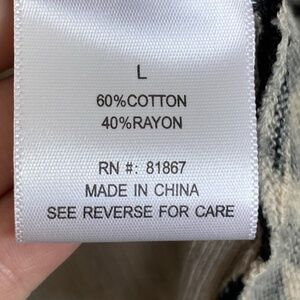 L
60%COTTON
40%RAYON
RN #: 81867
MADE IN CHINA
SEE REVERSE FOR CARE